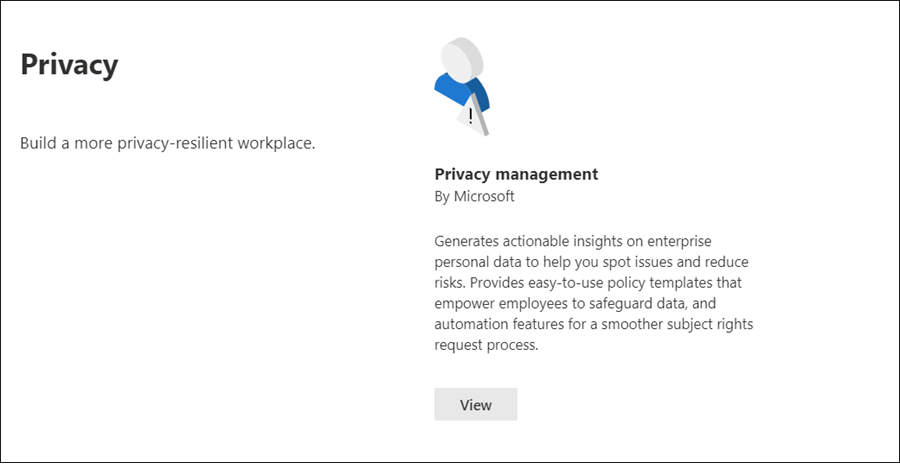 Privacy
Build a more privacy-resilient workplace.
!
Privacy management
By Microsoft
Generates actionable insights on enterprise
personal data to help you spot issues and reduce
risks. Provides easy-to-use policy templates that
empower employees to safeguard data, and
automation features for a smoother subject rights
request process.
View